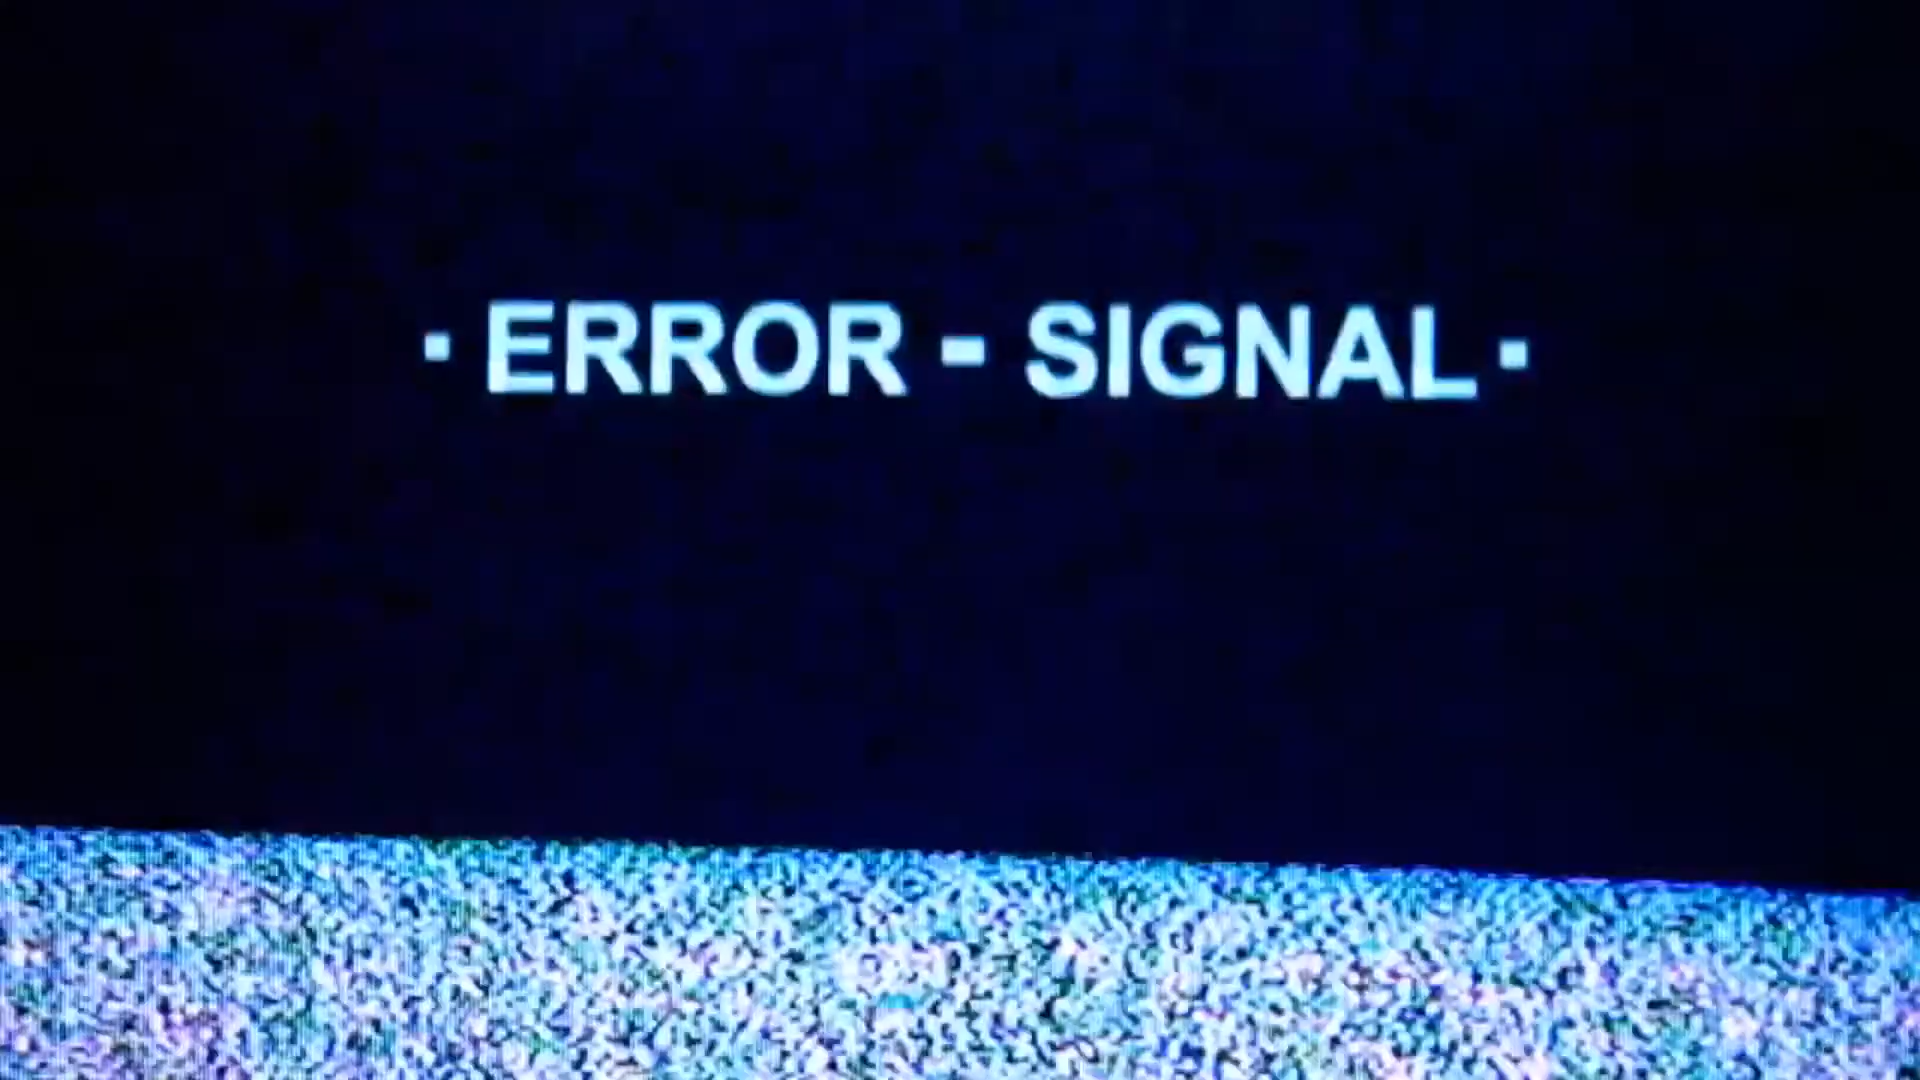 · ERROR - SIGNAL ·